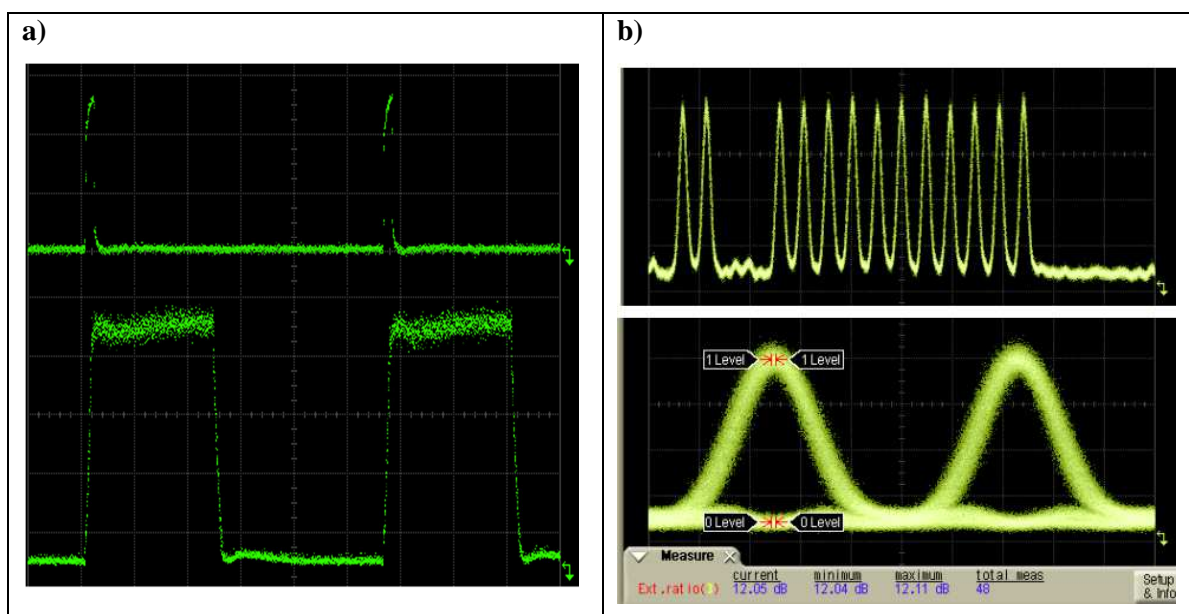 a)
b)
1 Level 1 Level
0 Level 0 Level
Measure
current minimum maximum total meas
Ext.ratio( ) 12.05 dB 12.04 dB 12.11 dB 48
Setup
& Info